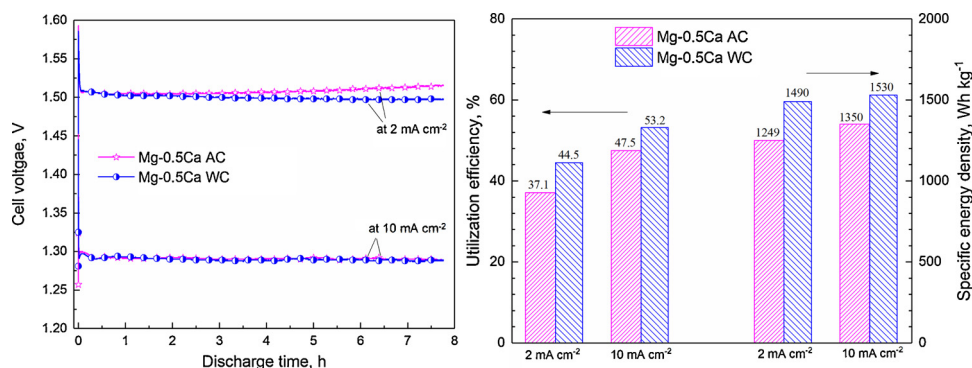 1.60
1.55
1.50
1.45
1.40
1.35
1.30
1.25
1.20
Cell voltgae, V
at 2 mA cm-2
Mg-0.5Ca AC
Mg-0.5Ca WC
at 10 mA cm-2
0 1 2 3 4 5 6 7 8
Discharge time, h
80
60
40
20
0
Utilization efficiency, %
Mg-0.5Ca AC
Mg-0.5Ca WC
37.1
44.5
47.5
53.2
1249
1490
1350
1530
2 mA cm-2 10 mA cm-2 2 mA cm-2 10 mA cm-2
2000
1500
1000
500
0
Specific energy density, Wh kg-1